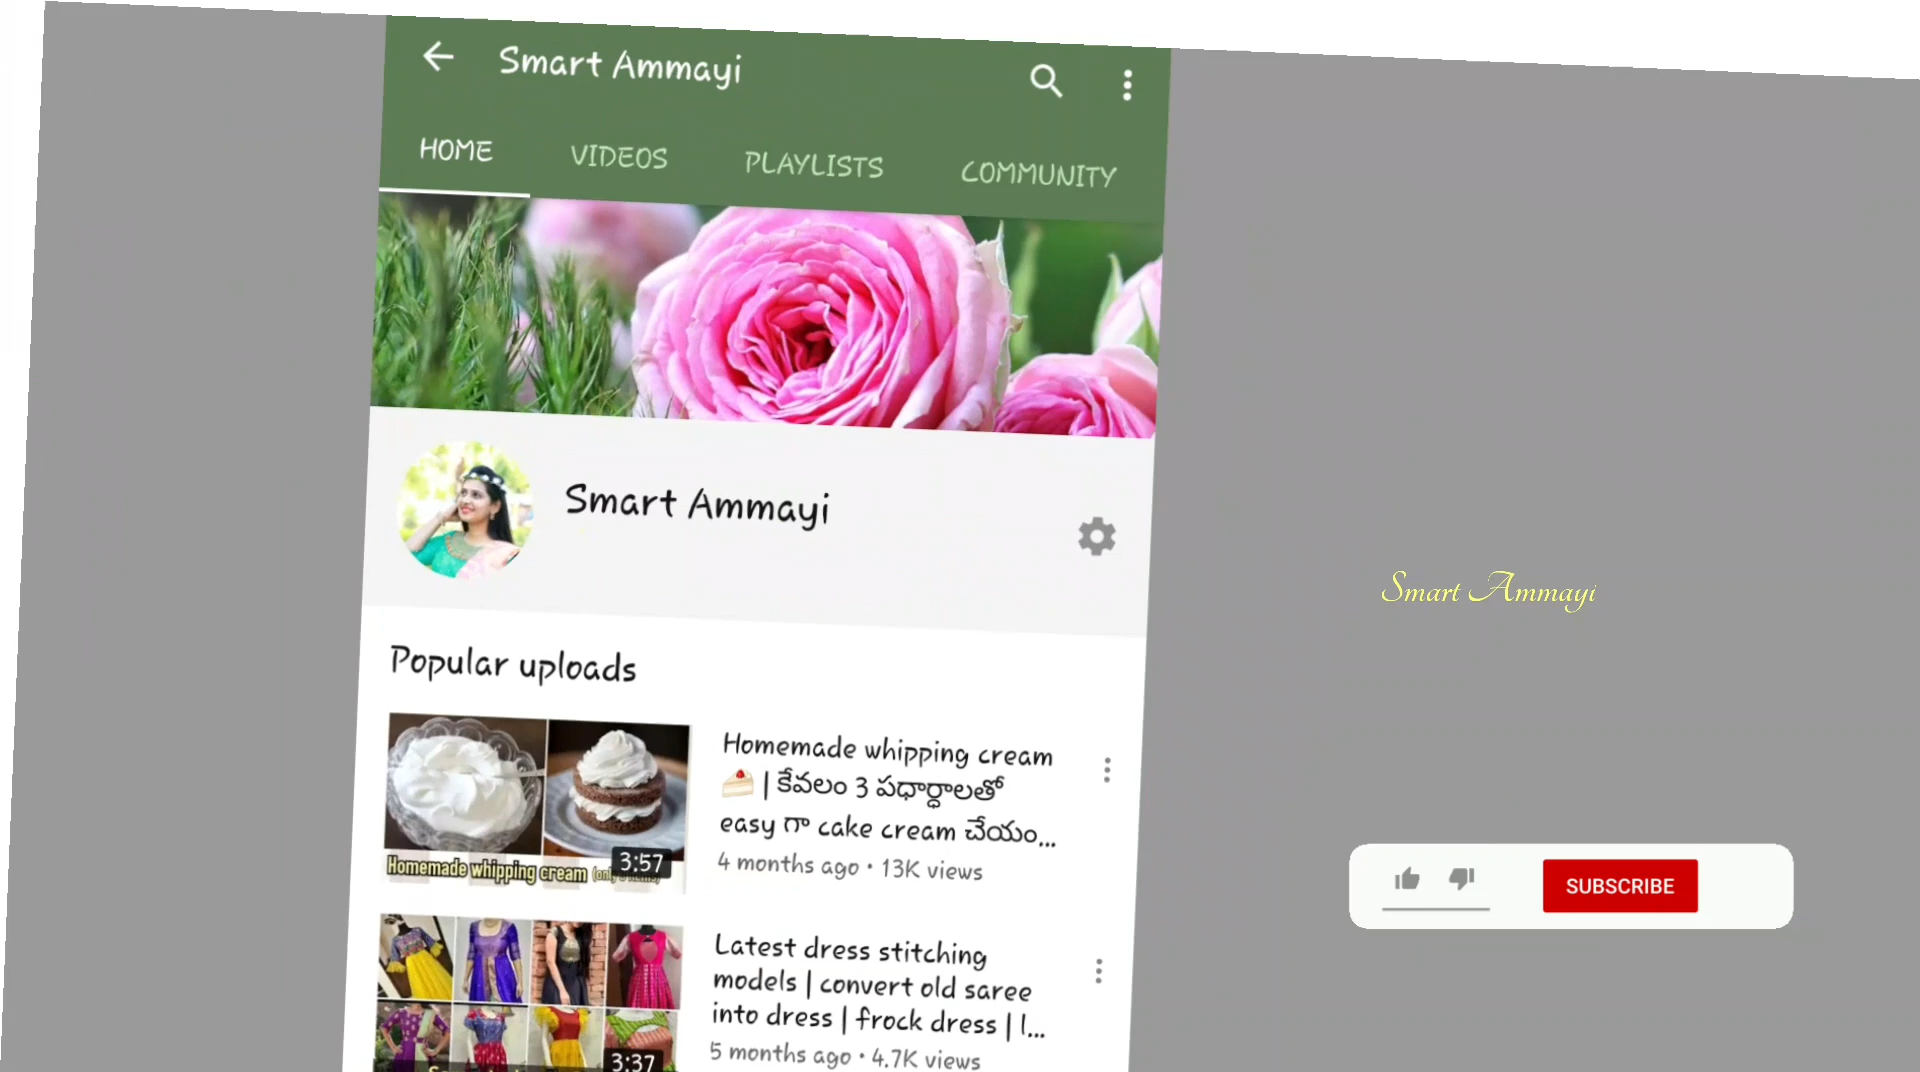 Smart Ammayi
HOME VIDEOS PLAYLISTS COMMUNITY
Smart Ammayi
Popular uploads
Homemade whipping cream
🍰 | కేవలం 3 పధార్ధాలతో
easy గా cake cream చేయం...
4 months ago • 13K views
Homemade whipping cream
3:57
Latest dress stitching
models | convert old saree
into dress | frock dress | l...
5 months ago • 4.7K views
3:37
Smart Ammayi
SUBSCRIBE